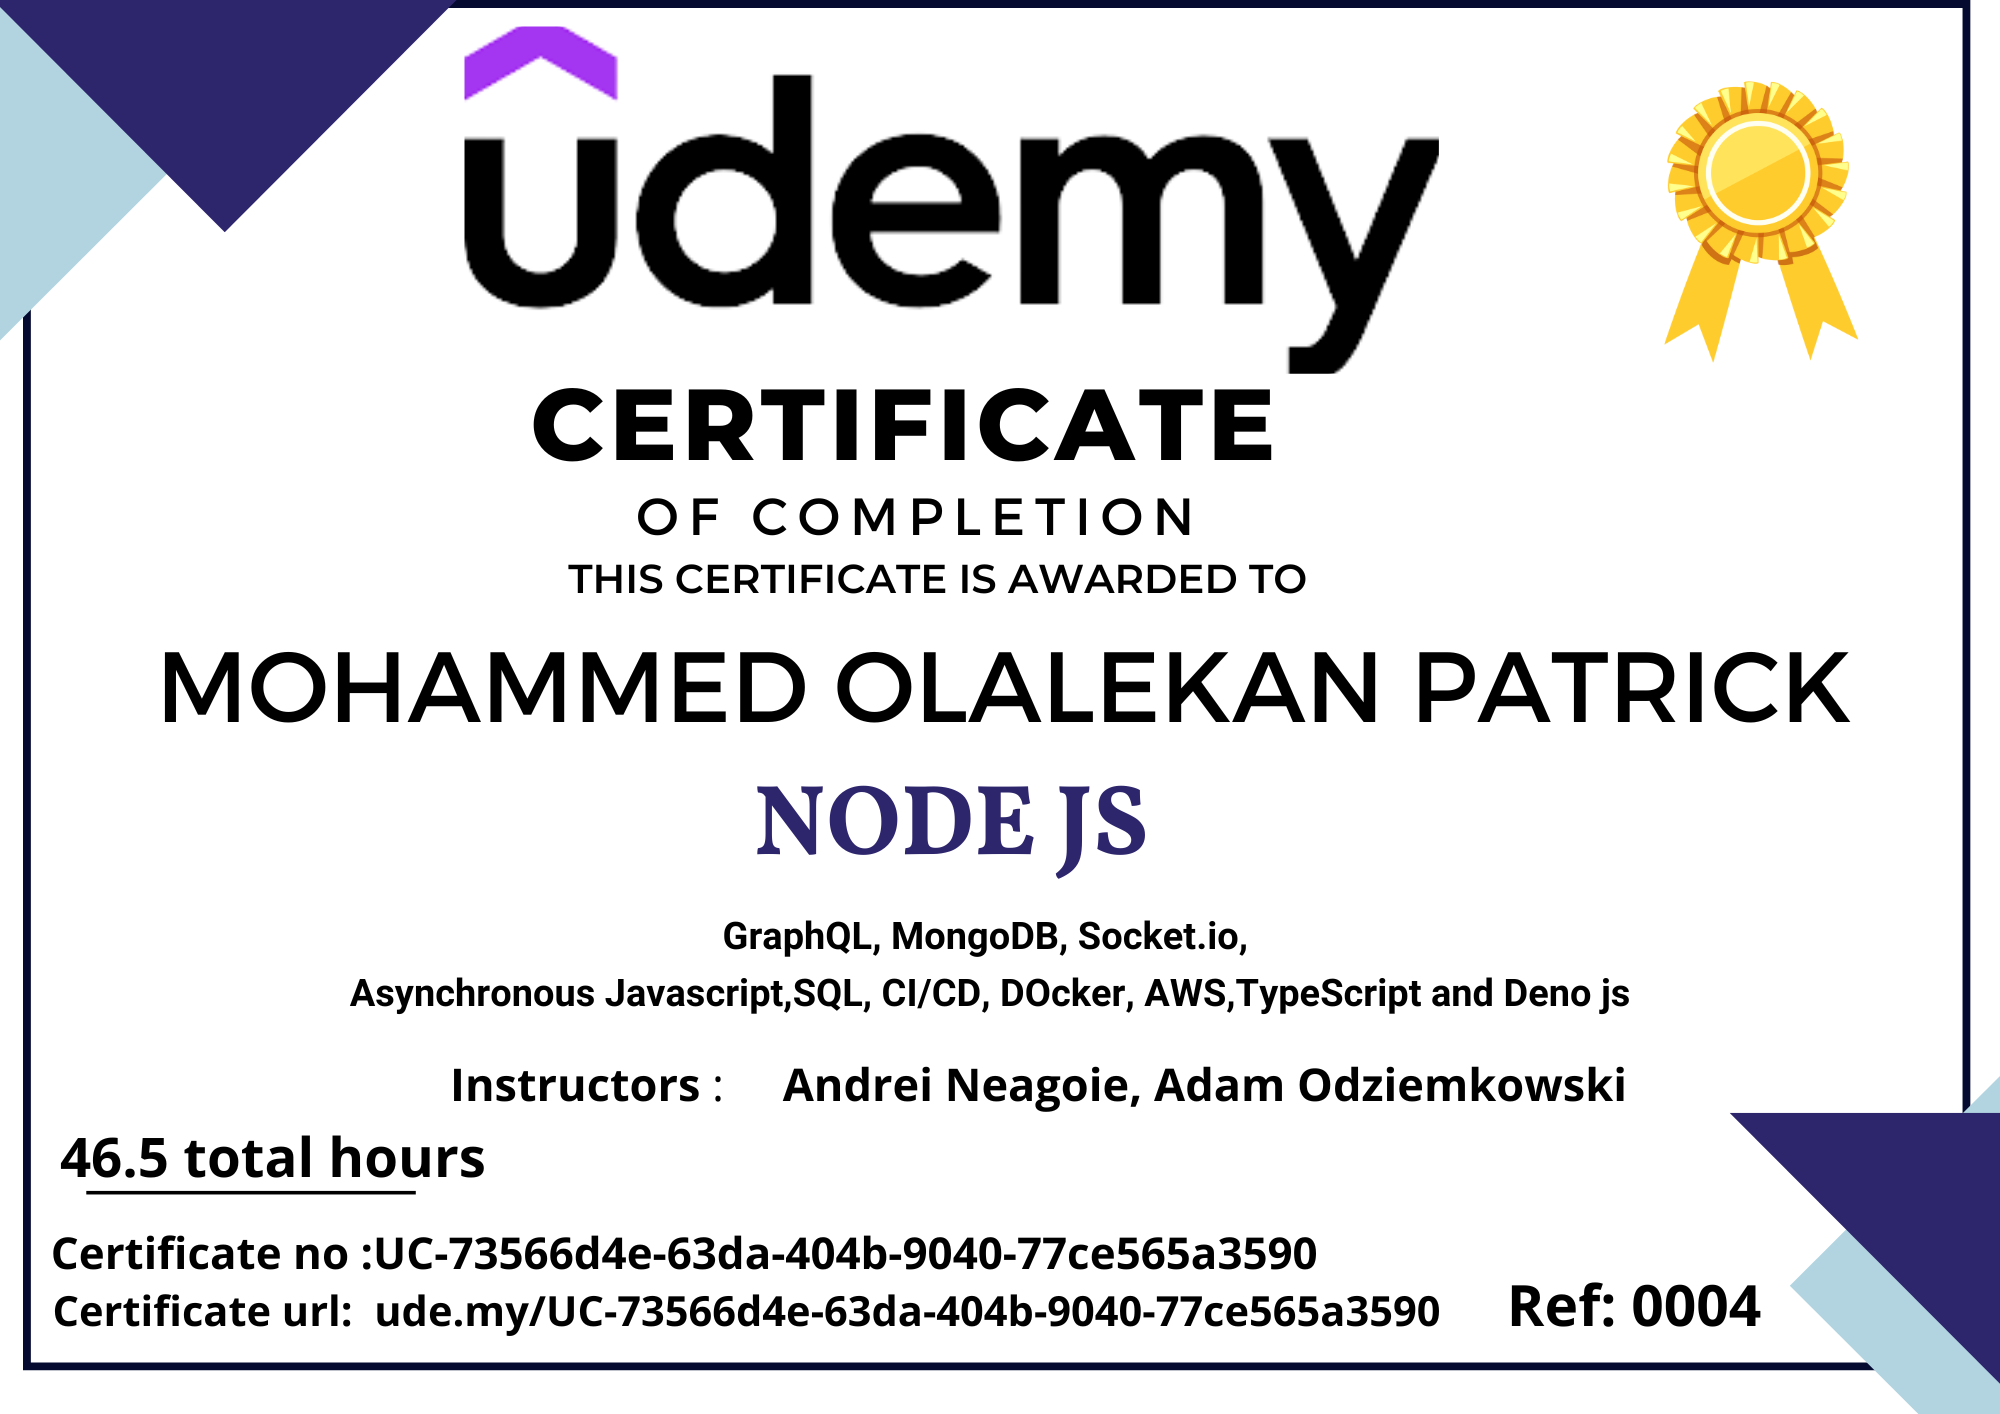 udemy
CERTIFICATE
OF COMPLETION
THIS CERTIFICATE IS AWARDED TO
MOHAMMED OLALEKAN PATRICK
NODE JS
GraphQL, MongoDB, Socket.io,
Asynchronous Javascript,SQL, CI/CD, DOcker, AWS,TypeScript and Deno js
Instructors : Andrei Neagoie, Adam Odziemkowski
46.5 total hours
Certificate no :UC-73566d4e-63da-404b-9040-77ce565a3590
Certificate url: ude.my/UC-73566d4e-63da-404b-9040-77ce565a3590
Ref: 0004